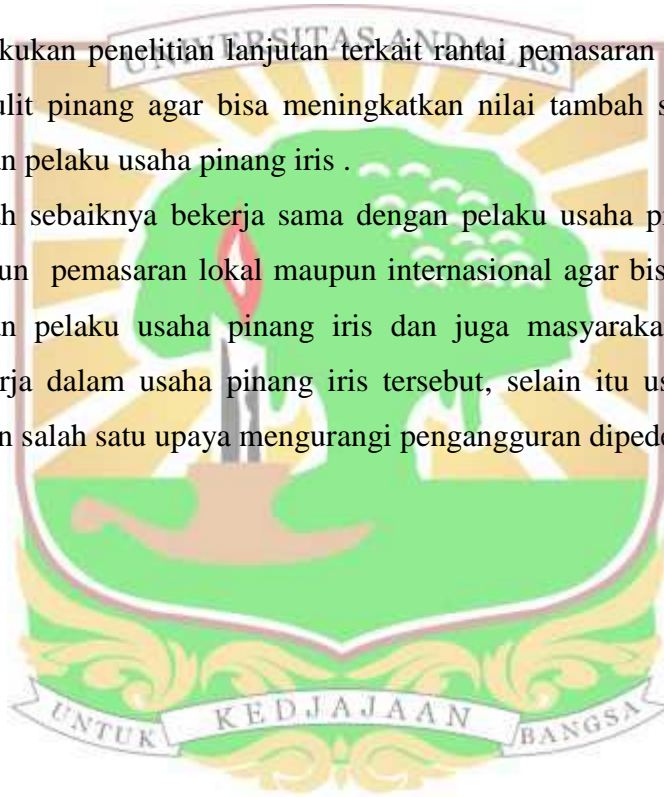 UNIVERSITAS ANDALAS
kukan penelitian lanjutan terkait rantai pemasaran
ulit pinang agar bisa meningkatkan nilai tambah s
an pelaku usaha pinang iris .
ah sebaiknya bekerja sama dengan pelaku usaha p
un pemasaran lokal maupun internasional agar bis
an pelaku usaha pinang iris dan juga masyaraka
rja dalam usaha pinang iris tersebut, selain itu us
n salah satu upaya mengurangi pengangguran dipede
UNTUK KEDJAJAAN BANGSA